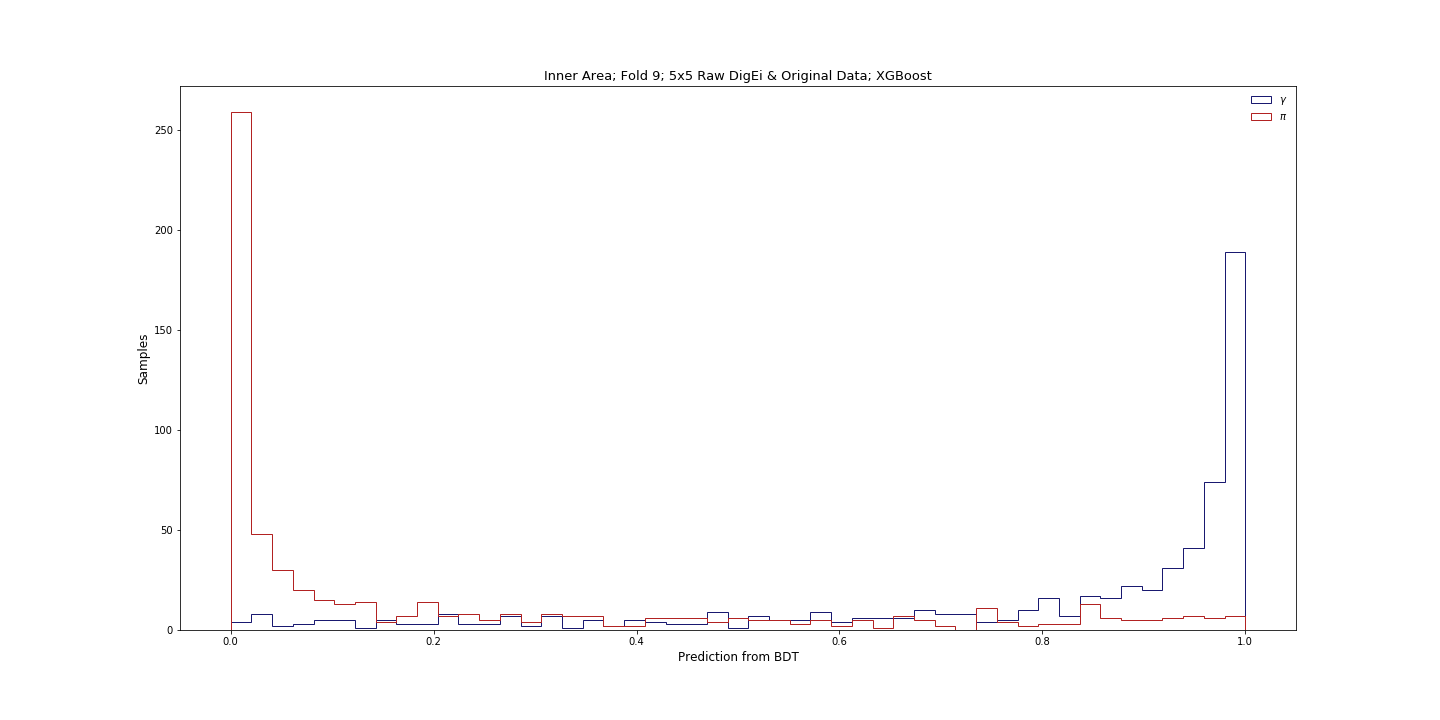 Inner Area; Fold 9; 5x5 Raw DigEi & Original Data; XGBoost
γ
π
250
200
150
100
50
0
Samples
0.0 0.2 0.4 0.6 0.8 1.0
Prediction from BDT